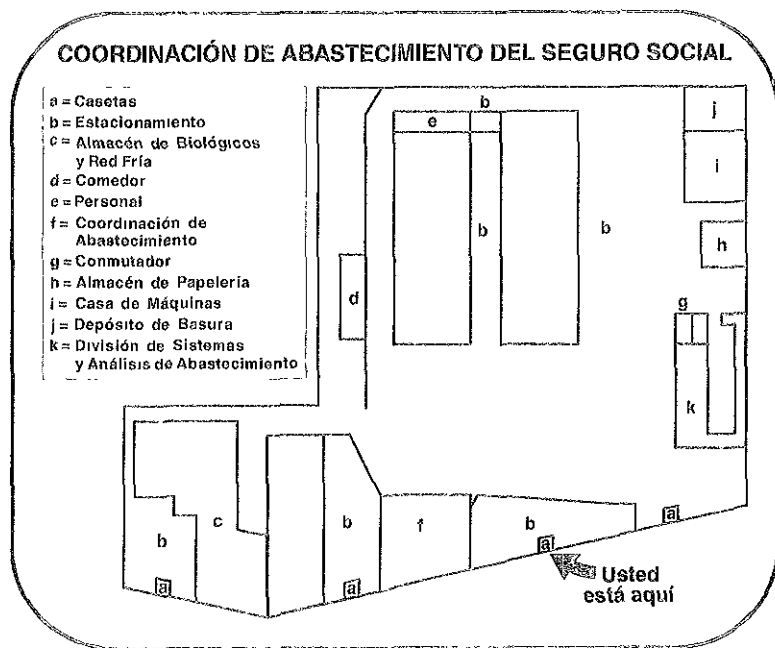 COORDINACIÓN DE ABASTECIMIENTO DEL SEGURO SOCIAL
a = Casetas
b = Estacionamiento
c = Almacén de Biológicos
y Red Fría
d = Comedor
e = Personal
f = Coordinación de
Abastecimiento
g = Conmutador
h = Almacén de Papelería
i = Casa de Máquinas
j = Depósito de Basura
k = División de Sistemas
y Análisis de Abastecimiento
b
e
j
i
b
b
h
d
g
k
b
c
b
f
b
a
a
a
a
Usted
está aquí